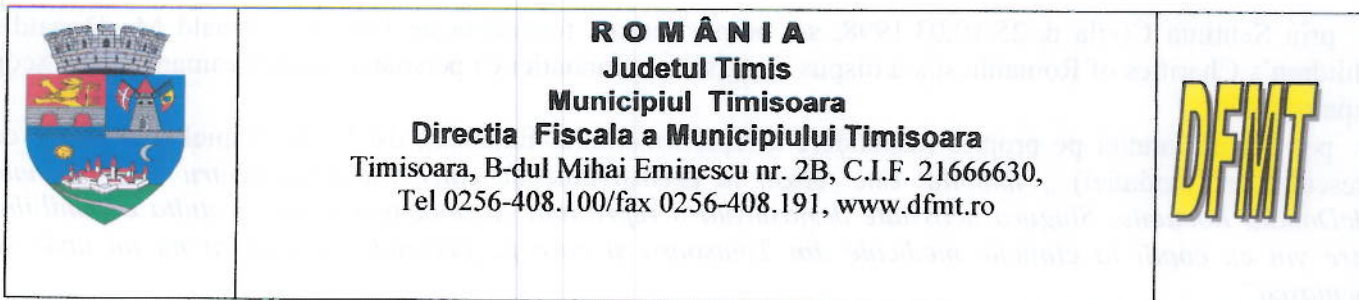 ROMÂNIA
Judetul Timis
Municipiul Timisoara
Directia Fiscala a Municipiului Timisoara
Timisoara, B-dul Mihai Eminescu nr. 2B, C.I.F. 21666630,
Tel 0256-408.100/fax 0256-408.191, www.dfmt.ro
DFMT